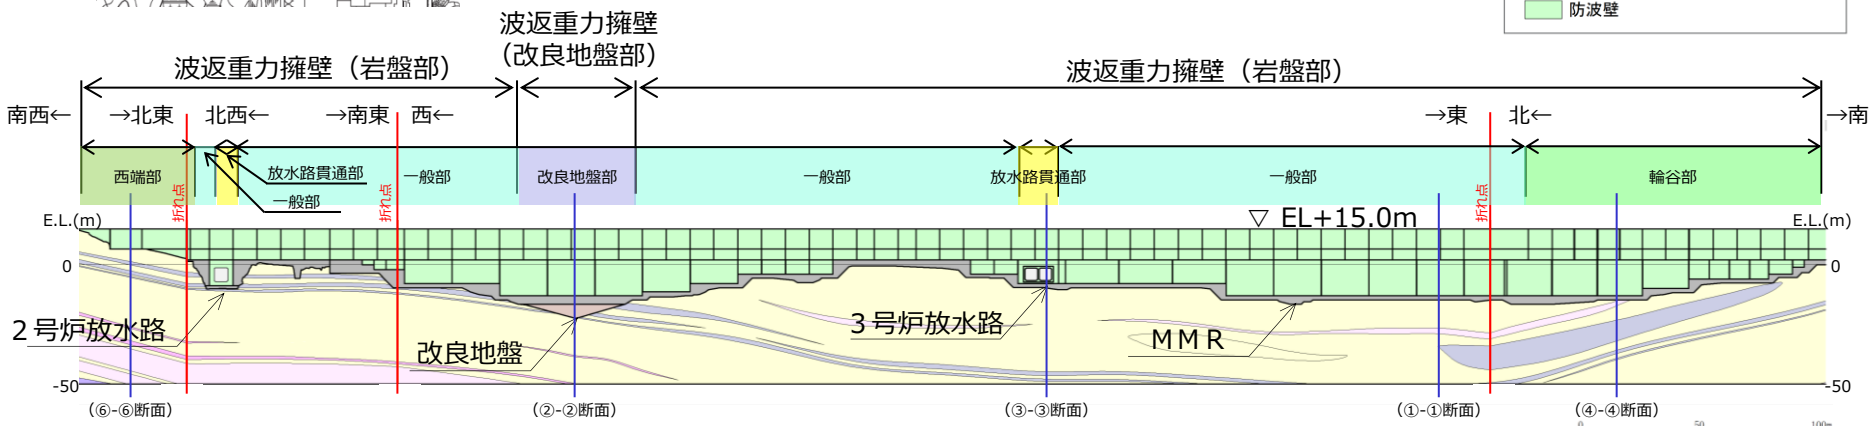 防波壁
波返重力擁壁
（改良地盤部）
波返重力擁壁（岩盤部）
波返重力擁壁（岩盤部）
南西←
→北東
北西←
→南東
西←
→東
北←
→南
西端部
放水路貫通部
一般部
一般部
改良地盤部
一般部
放水路貫通部
一般部
輪谷部
折れ点
折れ点
折れ点
E.L.(m)
▽ EL+15.0m
E.L.(m)
0
0
２号炉放水路
改良地盤
３号炉放水路
ＭＭＲ
-50
-50
（⑥-⑥断面）
（②-②断面）
（③-③断面）
（①-①断面）
（④-④断面）
0
50
100m